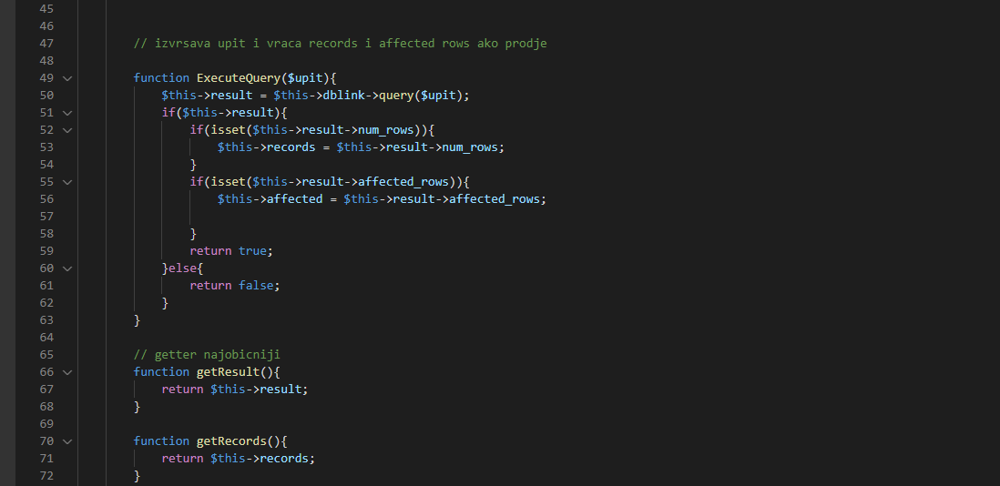 45
46
47 // izvrsava upit i vraca records i affected rows ako prodje
48
49 function ExecuteQuery($upit){
50 $this->result = $this->dblink->query($upit);
51 if($this->result){
52 if(isset($this->result->num_rows)){
53 $this->records = $this->result->num_rows;
54 }
55 if(isset($this->result->affected_rows)){
56 $this->affected = $this->result->affected_rows;
57
58 }
59 return true;
60 }else{
61 return false;
62 }
63 }
64
65 // getter najobicniji
66 function getResult(){
67 return $this->result;
68 }
69
70 function getRecords(){
71 return $this->records;
72 }